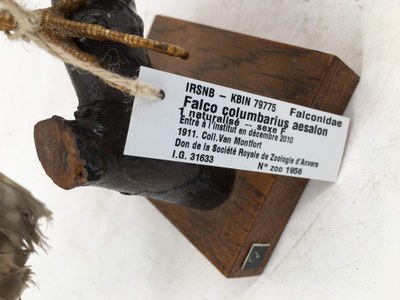 IRSNB – KBIN 79775 Falconidae
Falco columbarius aesalon
1 naturalisé – sexe F
Entré à l'Institut en décembre 2010
1911. Coll.Van Montfort
Don de la Société Royale de Zoologie d'Anvers
I.G. 31633 N° zoo 1956